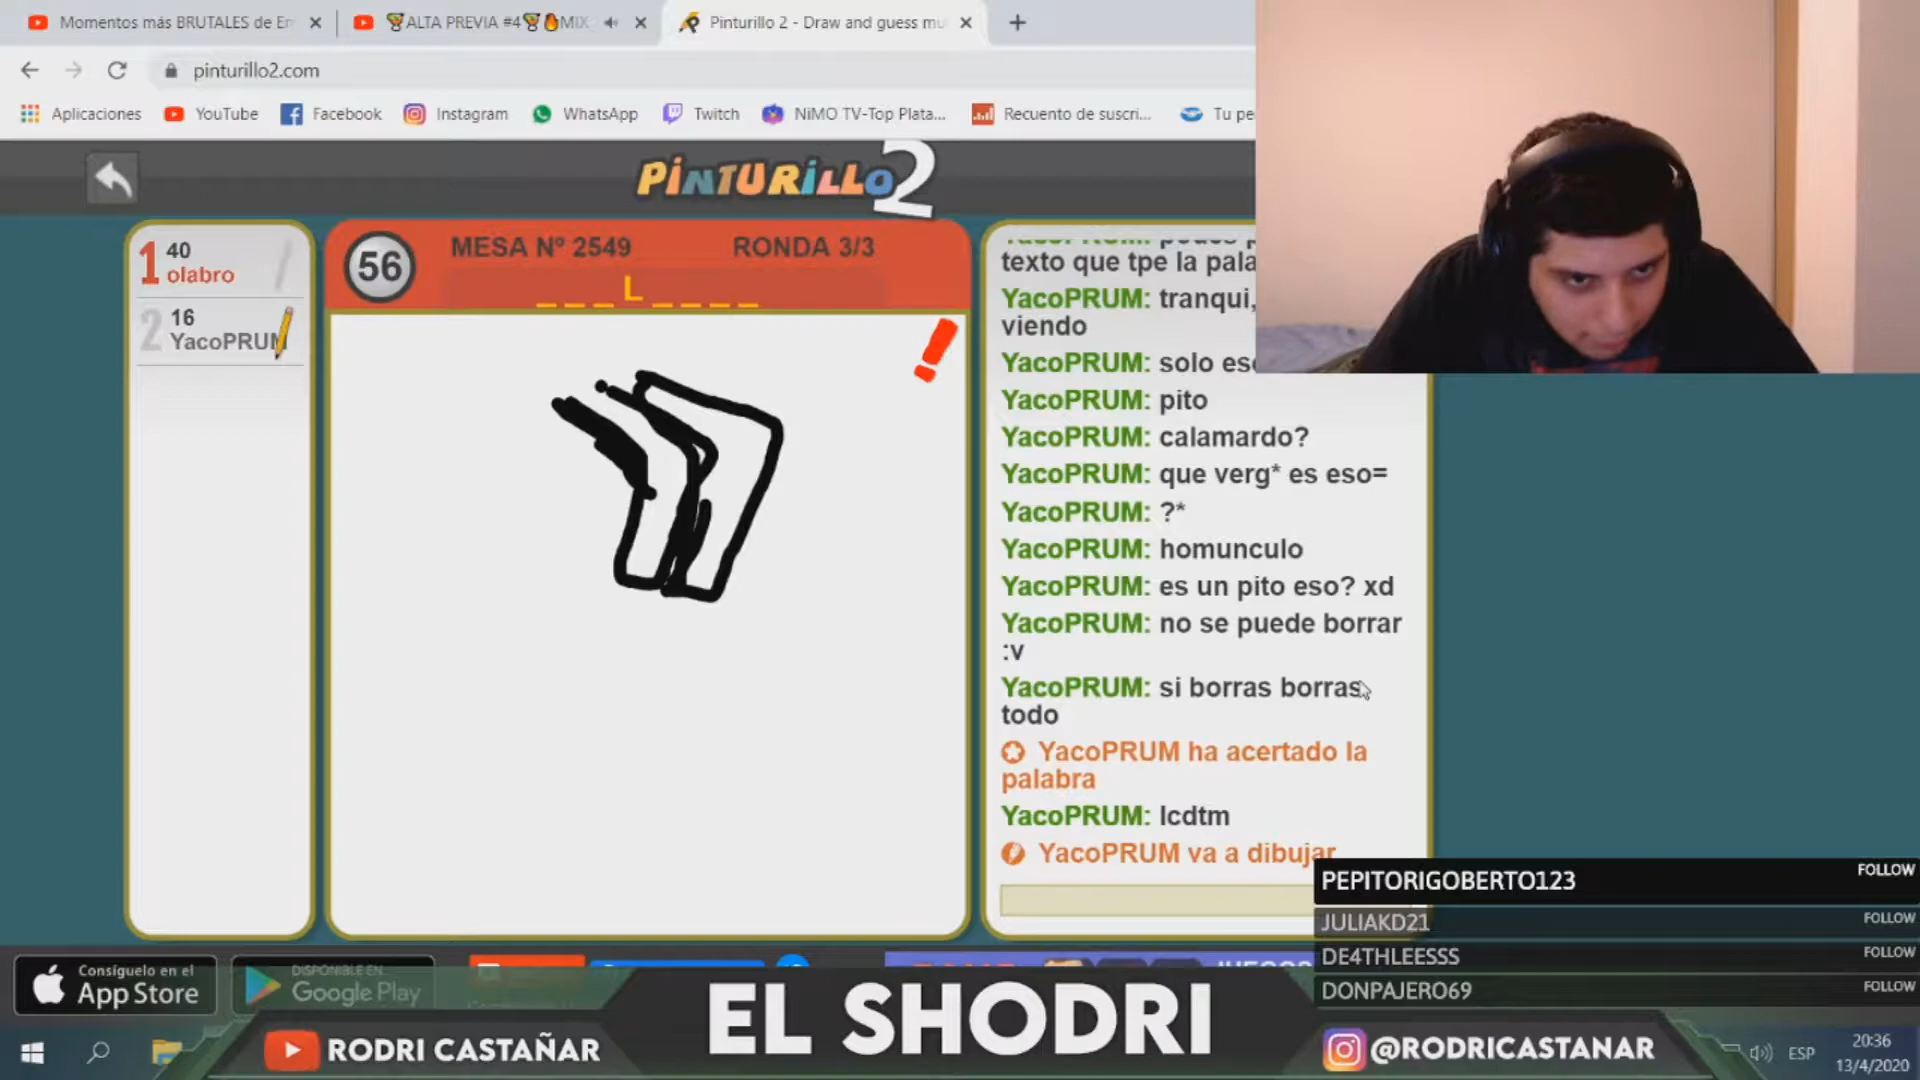 Momentos más BRUTALES de En
ALTA PREVIA #4 MIX
Pinturillo 2 - Draw and guess mu
pinturillo2.com
Aplicaciones
YouTube
Facebook
Instagram
WhatsApp
Twitch
NiMO TV-Top Plata...
Recuento de suscri...
Tu pe
PINTURILLO2
1 40
olabro
2 16
YacoPRUM
56
MESA Nº 2549
RONDA 3/3
_ _ _ L _ _ _ _
texto que tpe la pala
YacoPRUM: tranqui,
viendo
YacoPRUM: solo eso
YacoPRUM: pito
YacoPRUM: calamardo?
YacoPRUM: que verg* es eso=
YacoPRUM: ?*
YacoPRUM: homunculo
YacoPRUM: es un pito eso? xd
YacoPRUM: no se puede borrar
:v
YacoPRUM: si borras borras
todo
YacoPRUM ha acertado la
palabra
YacoPRUM: lcdtm
YacoPRUM va a dibujar
PEPITORIGOBERTO123 FOLLOW
JULIAKD21 FOLLOW
DE4THLEESSS FOLLOW
DONPAJERO69 FOLLOW
Consíguelo en el
App Store
DISPONIBLE EN
Google Play
RODRI CASTAÑAR
EL SHODRI
@RODRICASTANAR
ESP
20:36
13/4/2020